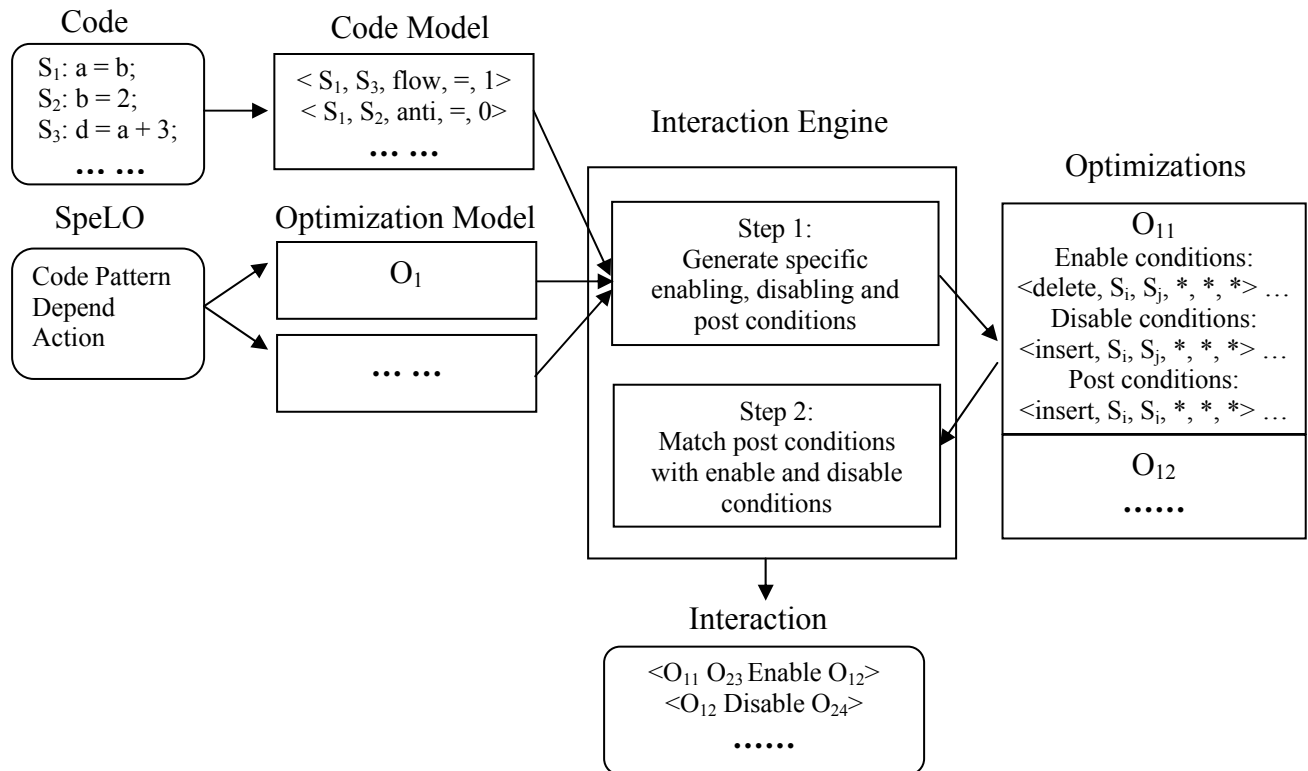 Code
S₁: a = b;
S₂: b = 2;
S₃: d = a + 3;
... ...
Code Model
< S₁, S₃, flow, =, 1>
< S₁, S₂, anti, =, 0>
... ...
SpeLO
Code Pattern
Depend
Action
Optimization Model
O₁
... ...
Interaction Engine
Step 1:
Generate specific
enabling, disabling and
post conditions
Step 2:
Match post conditions
with enable and disable
conditions
Optimizations
O₁₁
Enable conditions:
<delete, Sᵢ, Sⱼ, *, *, *> …
Disable conditions:
<insert, Sᵢ, Sⱼ, *, *, *> …
Post conditions:
<insert, Sᵢ, Sⱼ, *, *, *> …
O₁₂
......
Interaction
<O₁₁ O₂₃ Enable O₁₂>
<O₁₂ Disable O₂₄>
......